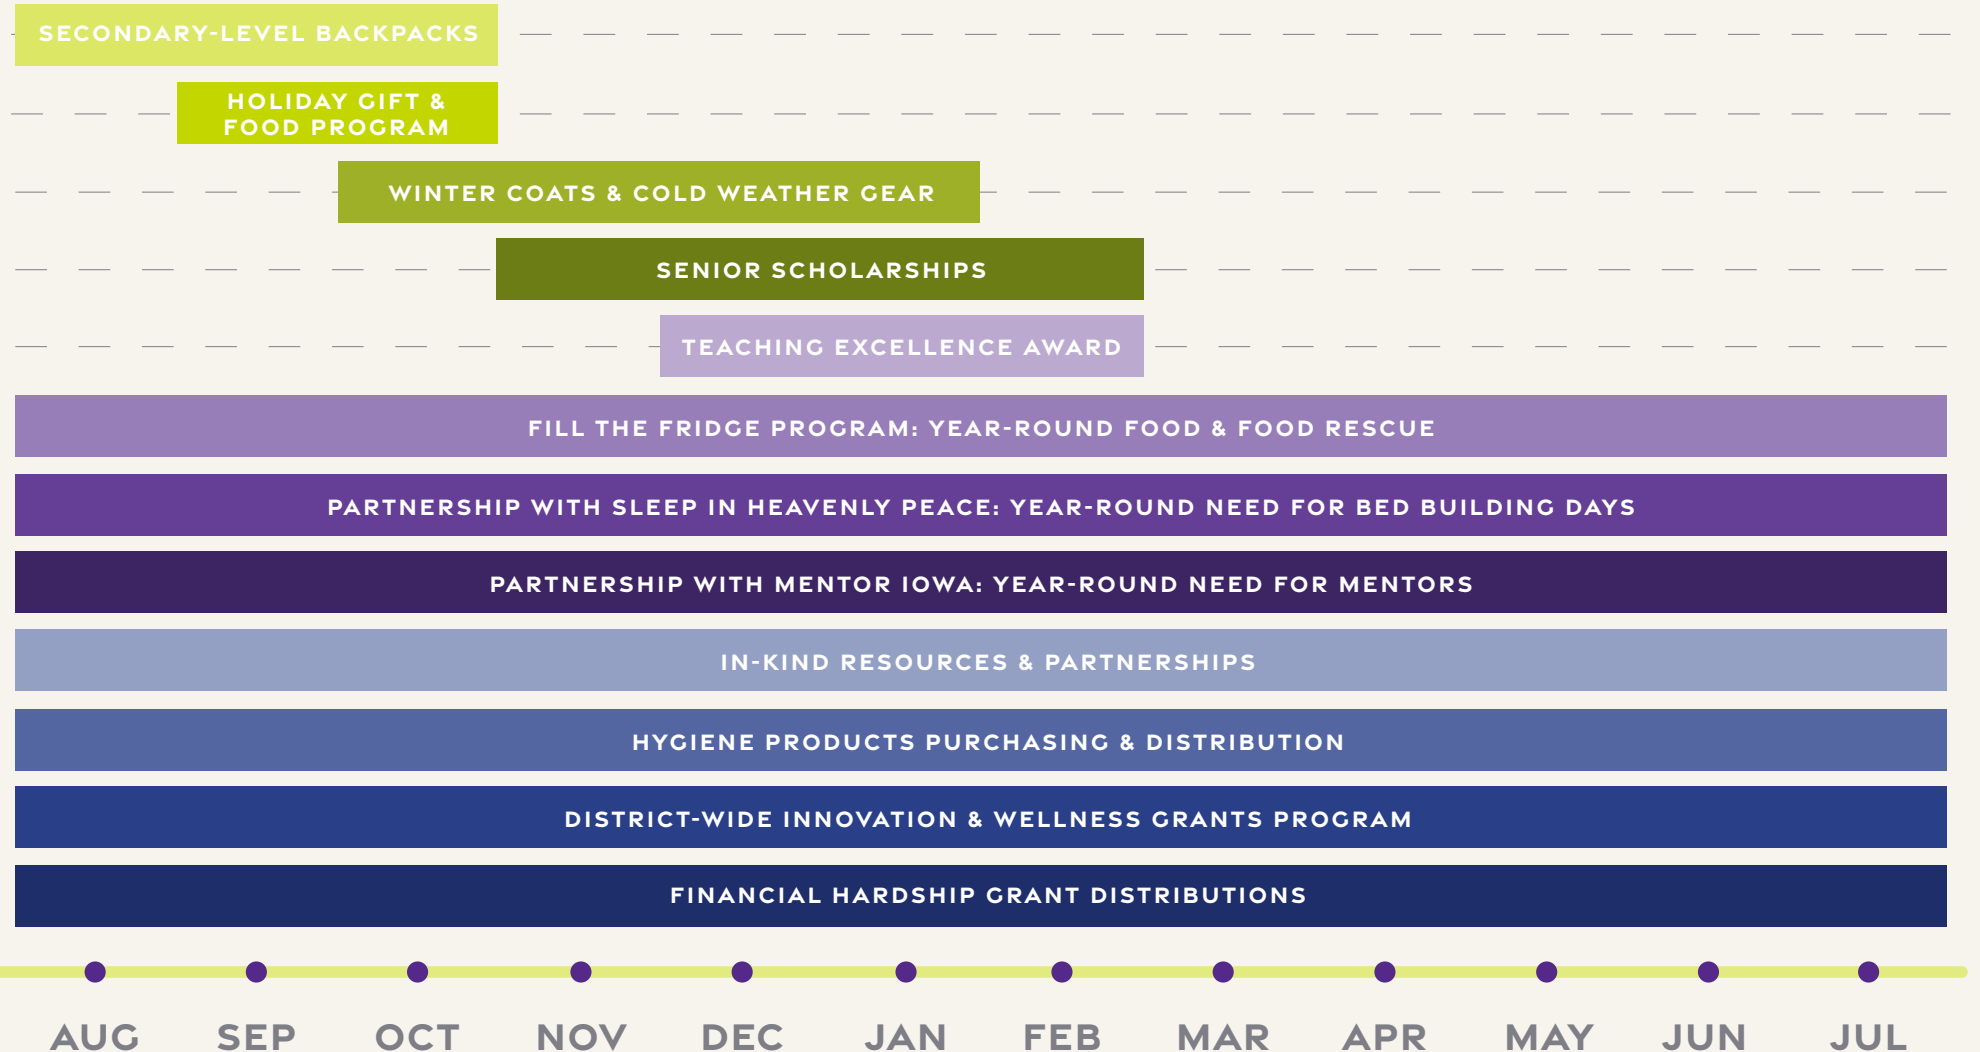 SECONDARY-LEVEL BACKPACKS
HOLIDAY GIFT &
FOOD PROGRAM
WINTER COATS & COLD WEATHER GEAR
SENIOR SCHOLARSHIPS
TEACHING EXCELLENCE AWARD
FILL THE FRIDGE PROGRAM: YEAR-ROUND FOOD & FOOD RESCUE
PARTNERSHIP WITH SLEEP IN HEAVENLY PEACE: YEAR-ROUND NEED FOR BED BUILDING DAYS
PARTNERSHIP WITH MENTOR IOWA: YEAR-ROUND NEED FOR MENTORS
IN-KIND RESOURCES & PARTNERSHIPS
HYGIENE PRODUCTS PURCHASING & DISTRIBUTION
DISTRICT-WIDE INNOVATION & WELLNESS GRANTS PROGRAM
FINANCIAL HARDSHIP GRANT DISTRIBUTIONS
AUG SEP OCT NOV DEC JAN FEB MAR APR MAY JUN JUL